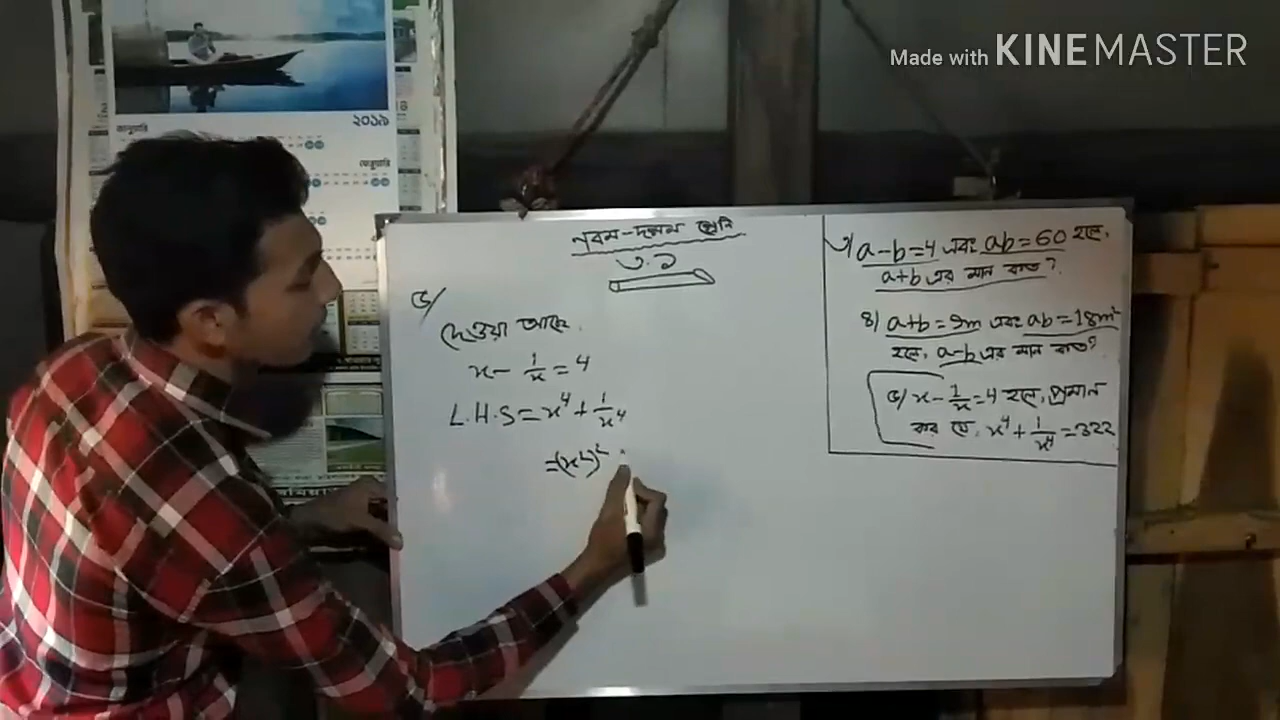 Made with KINEMASTER
২০১৯
জানুয়ারি
ফেব্রুয়ারি
নবম-দশম শ্রেনি
৩.১
৫/
দেওয়া আছে,
x - 1/x = 4
L.H.S = x⁴ + 1/x⁴
= (x²)²
৩/ a-b=4 এবং ab=60 হলে,
a+b এর মান কত?
৪) a+b=9m এবং ab=18m²
হলে, a-b এর মান কত?
৫/ x - 1/x = 4 হলে, প্রমান
কর যে, x⁴ + 1/x⁴ = 322